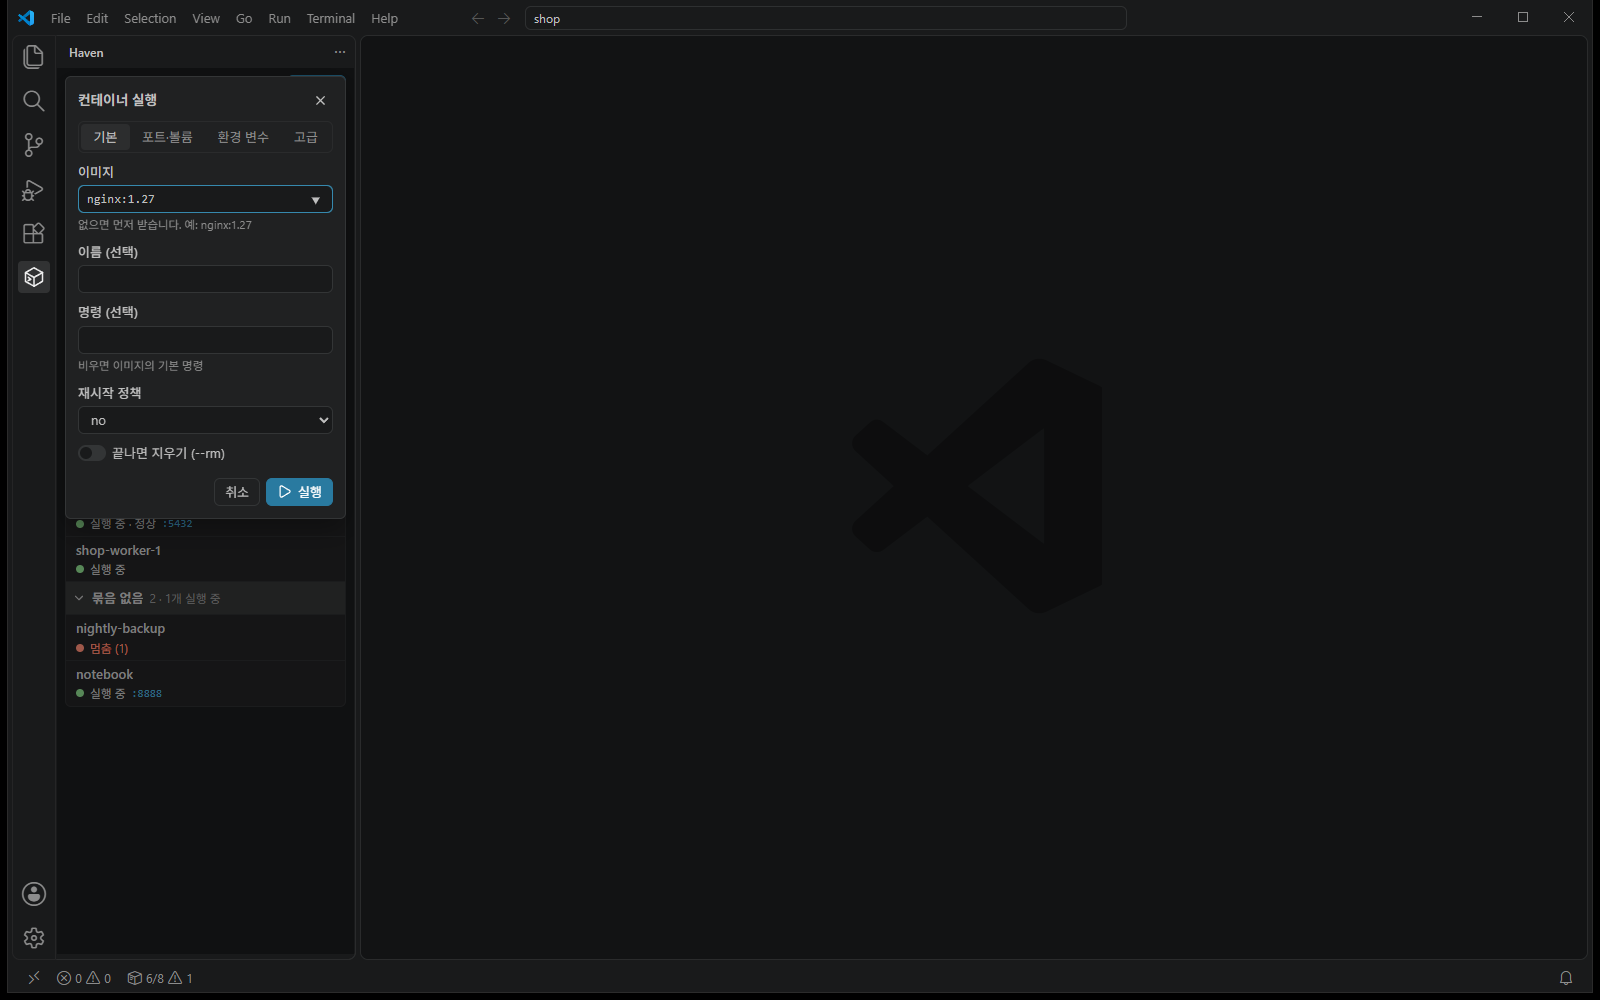 File Edit Selection View Go Run Terminal Help
shop
Haven
컨테이너 실행
기본 포트·볼륨 환경 변수 고급
이미지
nginx:1.27
없으면 먼저 받습니다. 예: nginx:1.27
이름 (선택)
명령 (선택)
비우면 이미지의 기본 명령
재시작 정책
no
끝나면 지우기 (--rm)
취소 실행
실행 중 · 정상 :5432
shop-worker-1
실행 중
묶음 없음 2 · 1개 실행 중
nightly-backup
멈춤 (1)
notebook
실행 중 :8888
0 0 6/8 1